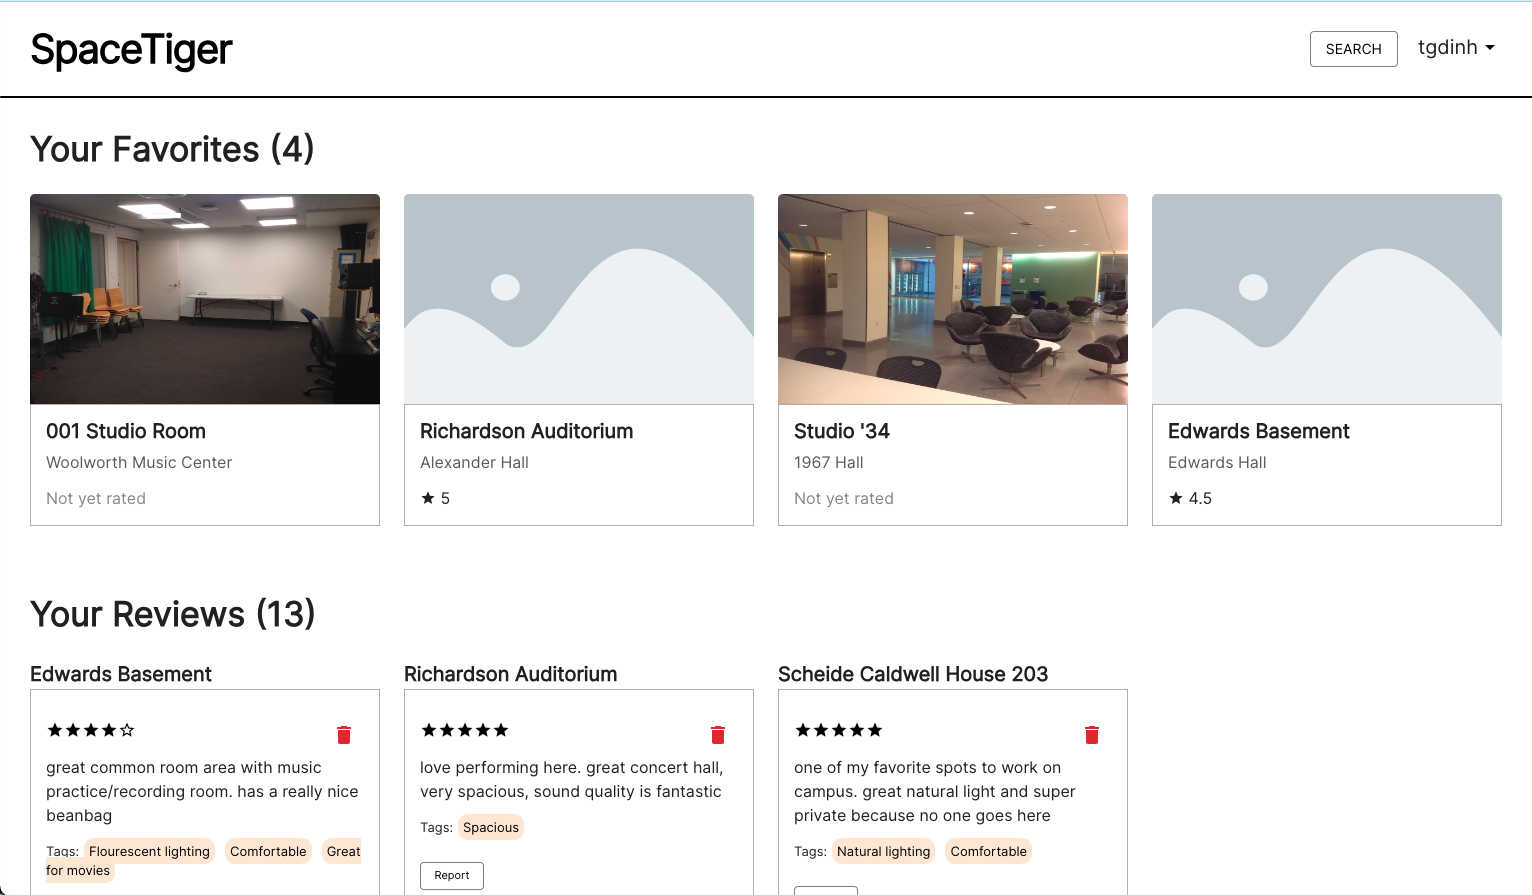 SpaceTiger
SEARCH
tgdinh
Your Favorites (4)
001 Studio Room
Woolworth Music Center
Not yet rated
Richardson Auditorium
Alexander Hall
★ 5
Studio '34
1967 Hall
Not yet rated
Edwards Basement
Edwards Hall
★ 4.5
Your Reviews (13)
Edwards Basement
★★★★☆
great common room area with music
practice/recording room. has a really nice
beanbag
Tags: Flourescent lighting Comfortable Great
for movies
Richardson Auditorium
★★★★★
love performing here. great concert hall,
very spacious, sound quality is fantastic
Tags: Spacious
Report
Scheide Caldwell House 203
★★★★★
one of my favorite spots to work on
campus. great natural light and super
private because no one goes here
Tags: Natural lighting Comfortable